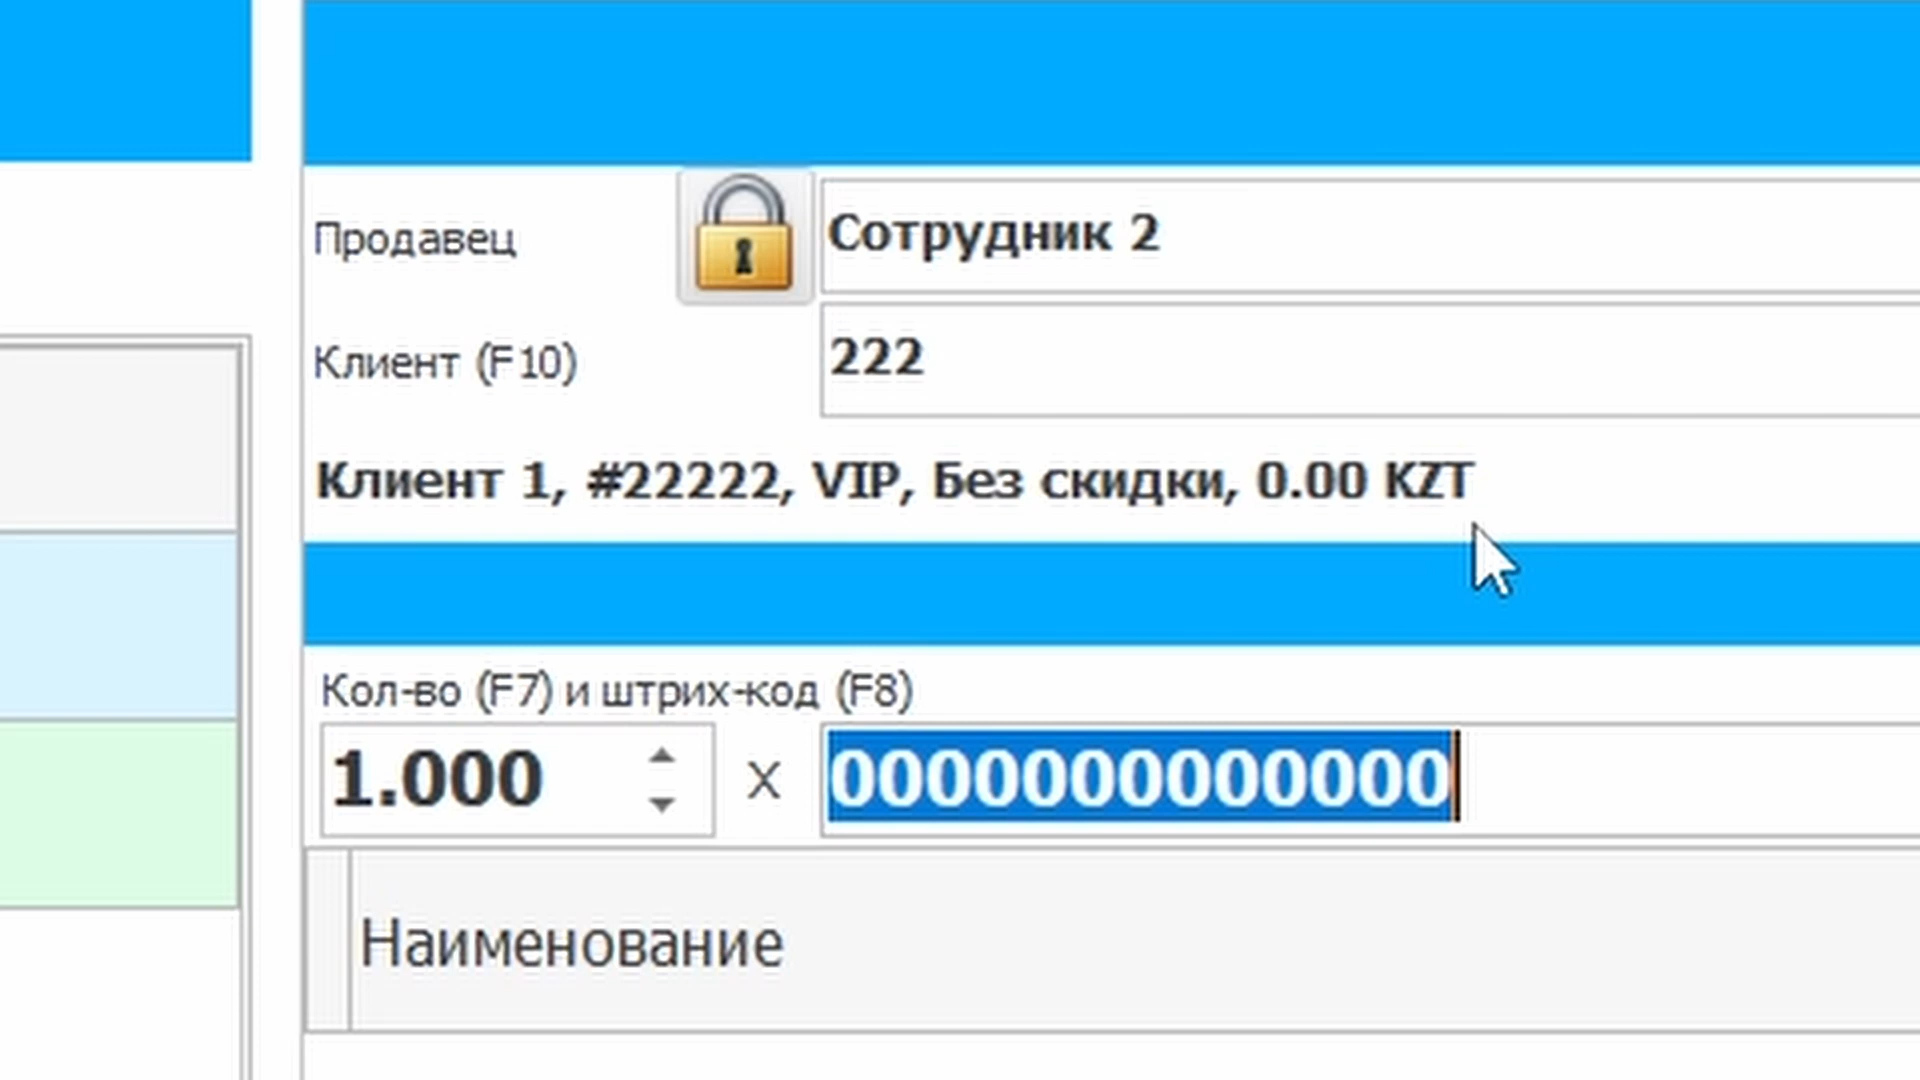 Продавец Сотрудник 2
Клиент (F10) 222
Клиент 1, #22222, VIP, Без скидки, 0.00 KZT
Кол-во (F7) и штрих-код (F8)
1.000 X 0000000000000
Наименование